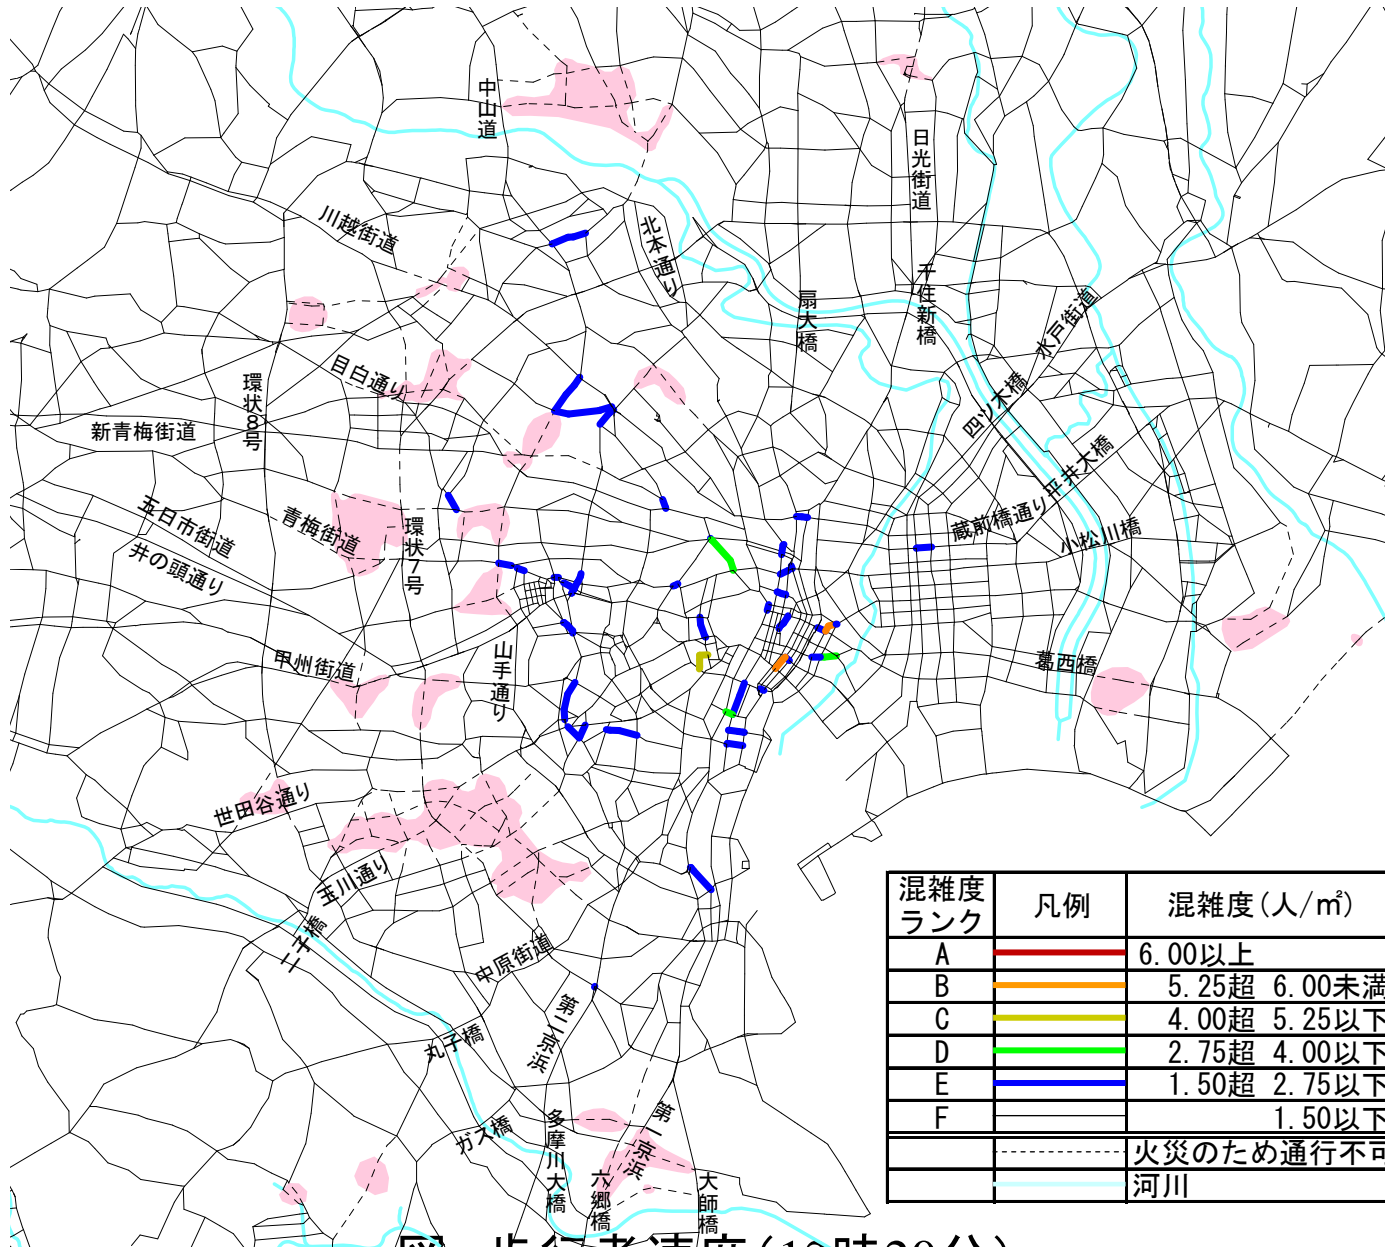 中山道
日光街道
川越街道
北本通り
千住新橋
扇大橋
水戸街道
目白通り
環状8号
四ツ木橋
新青梅街道
平井大橋
五日市街道
青梅街道
環状7号
蔵前橋通り
小松川橋
井の頭通り
甲州街道
山手通り
葛西橋
世田谷通り
玉川通り
二子橋
中原街道
第二京浜
丸子橋
ガス橋
多摩川大橋
第一京浜
六郷橋
大師橋
混雑度ランク 凡例 混雑度(人/㎡)
A 6.00以上
B 5.25超 6.00未満
C 4.00超 5.25以下
D 2.75超 4.00以下
E 1.50超 2.75以下
F 1.50以下
火災のため通行不可
河川